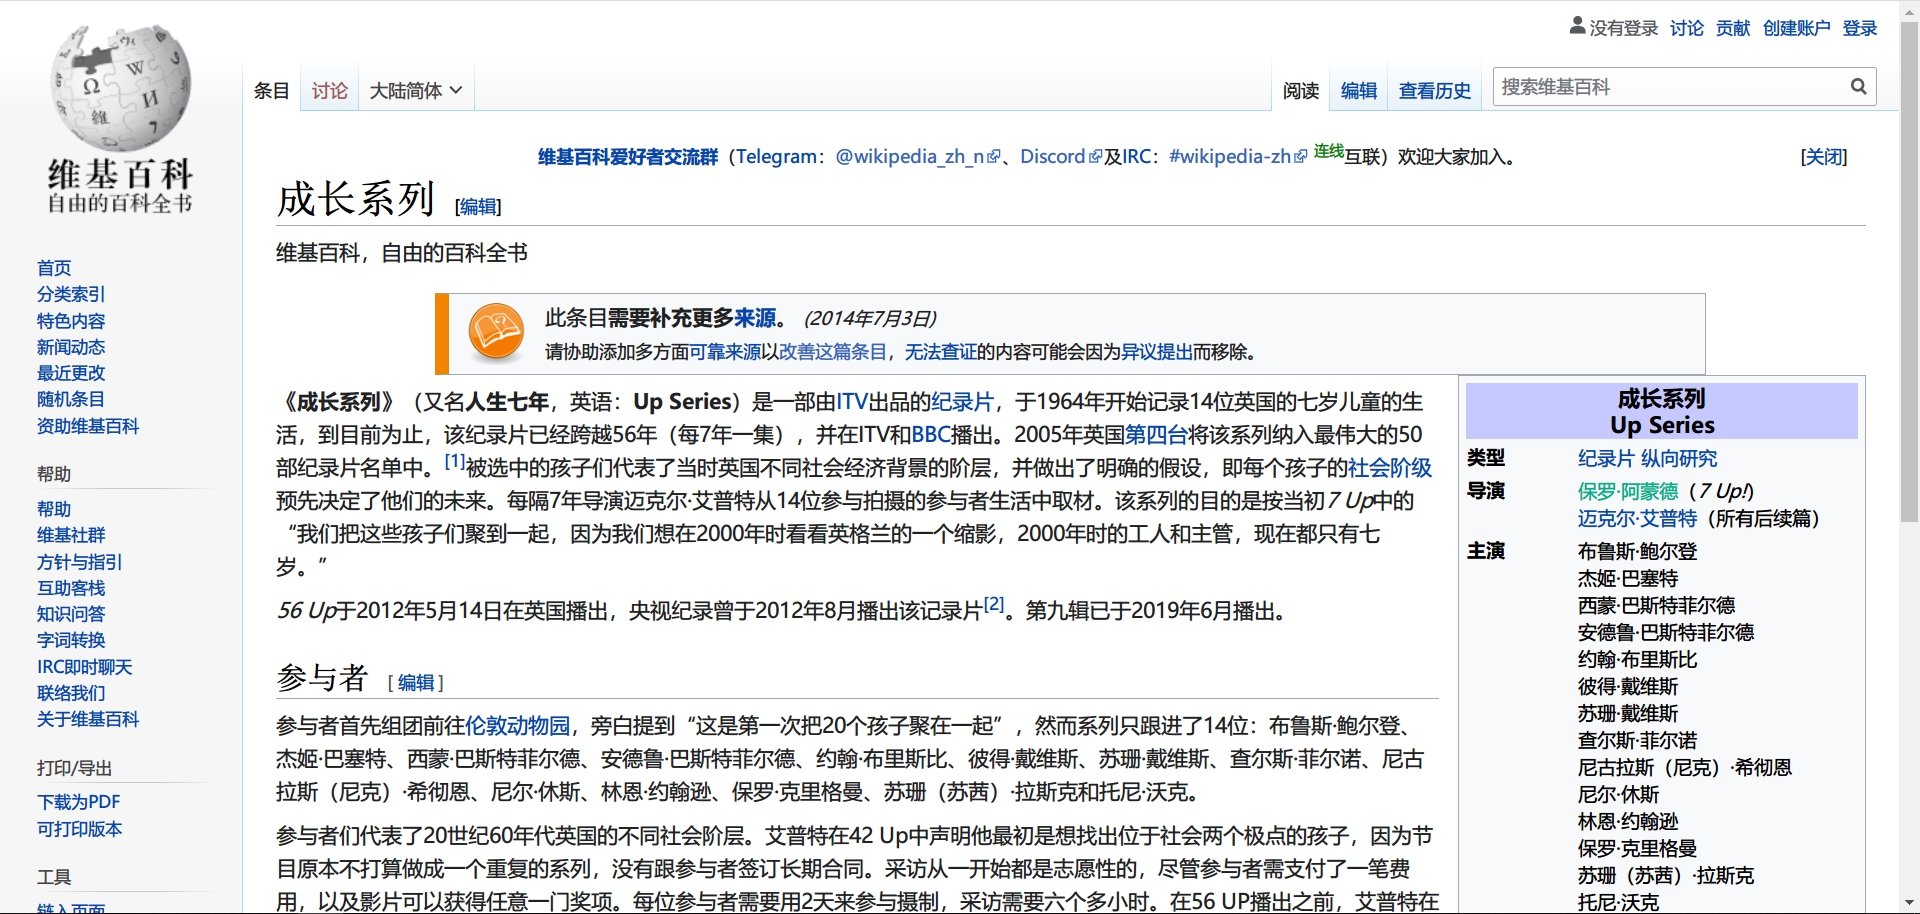 维基百科
自由的百科全书
没有登录 讨论 贡献 创建账户 登录
条目 讨论 大陆简体 阅读 编辑 查看历史 搜索维基百科
维基百科爱好者交流群（Telegram：@wikipedia_zh_n、Discord及IRC：#wikipedia-zh 连线互联）欢迎大家加入。 [关闭]
成长系列 [编辑]
维基百科，自由的百科全书
此条目需要补充更多来源。 (2014年7月3日)
请协助添加多方面可靠来源以改善这篇条目，无法查证的内容可能会因为异议提出而移除。
《成长系列》（又名人生七年，英语：Up Series）是一部由ITV出品的纪录片，于1964年开始记录14位英国的七岁儿童的生
活，到目前为止，该纪录片已经跨越56年（每7年一集），并在ITV和BBC播出。2005年英国第四台将该系列纳入最伟大的50
部纪录片名单中。[1]被选中的孩子们代表了当时英国不同社会经济背景的阶层，并做出了明确的假设，即每个孩子的社会阶级
预先决定了他们的未来。每隔7年导演迈克尔·艾普特从14位参与拍摄的参与者生活中取材。该系列的目的是按当初7 Up中的
“我们把这些孩子们聚到一起，因为我们想在2000年时看看英格兰的一个缩影，2000年时的工人和主管，现在都只有七
岁。”
56 Up于2012年5月14日在英国播出，央视纪录曾于2012年8月播出该记录片[2]。第九辑已于2019年6月播出。
参与者 [编辑]
参与者首先组团前往伦敦动物园，旁白提到“这是第一次把20个孩子聚在一起”，然而系列只跟进了14位：布鲁斯·鲍尔登、
杰姬·巴塞特、西蒙·巴斯特菲尔德、安德鲁·巴斯特菲尔德、约翰·布里斯比、彼得·戴维斯、苏珊·戴维斯、查尔斯·菲尔诺、尼古
拉斯（尼克）·希彻恩、尼尔·休斯、林恩·约翰逊、保罗·克里格曼、苏珊（苏茜）·拉斯克和托尼·沃克。
参与者们代表了20世纪60年代英国的不同社会阶层。艾普特在42 Up中声明他最初是想找出位于社会两个极点的孩子，因为节
目原本不打算做成一个重复的系列，没有跟参与者签订长期合同。采访从一开始都是志愿性的，尽管参与者需支付了一笔费
用，以及影片可以获得任意一门奖项。每位参与者需要用2天来参与摄制，采访需要六个多小时。在56 UP播出之前，艾普特在
成长系列
Up Series
类型 纪录片 纵向研究
导演 保罗·阿蒙德（7 Up!）
迈克尔·艾普特（所有后续篇）
主演 布鲁斯·鲍尔登
杰姬·巴塞特
西蒙·巴斯特菲尔德
安德鲁·巴斯特菲尔德
约翰·布里斯比
彼得·戴维斯
苏珊·戴维斯
查尔斯·菲尔诺
尼古拉斯（尼克）·希彻恩
尼尔·休斯
林恩·约翰逊
保罗·克里格曼
苏珊（苏茜）·拉斯克
托尼·沃克
首页
分类索引
特色内容
新闻动态
最近更改
随机条目
资助维基百科
帮助
帮助
维基社群
方针与指引
互助客栈
知识问答
字词转换
IRC即时聊天
联络我们
关于维基百科
打印/导出
下载为PDF
可打印版本
工具
链入页面